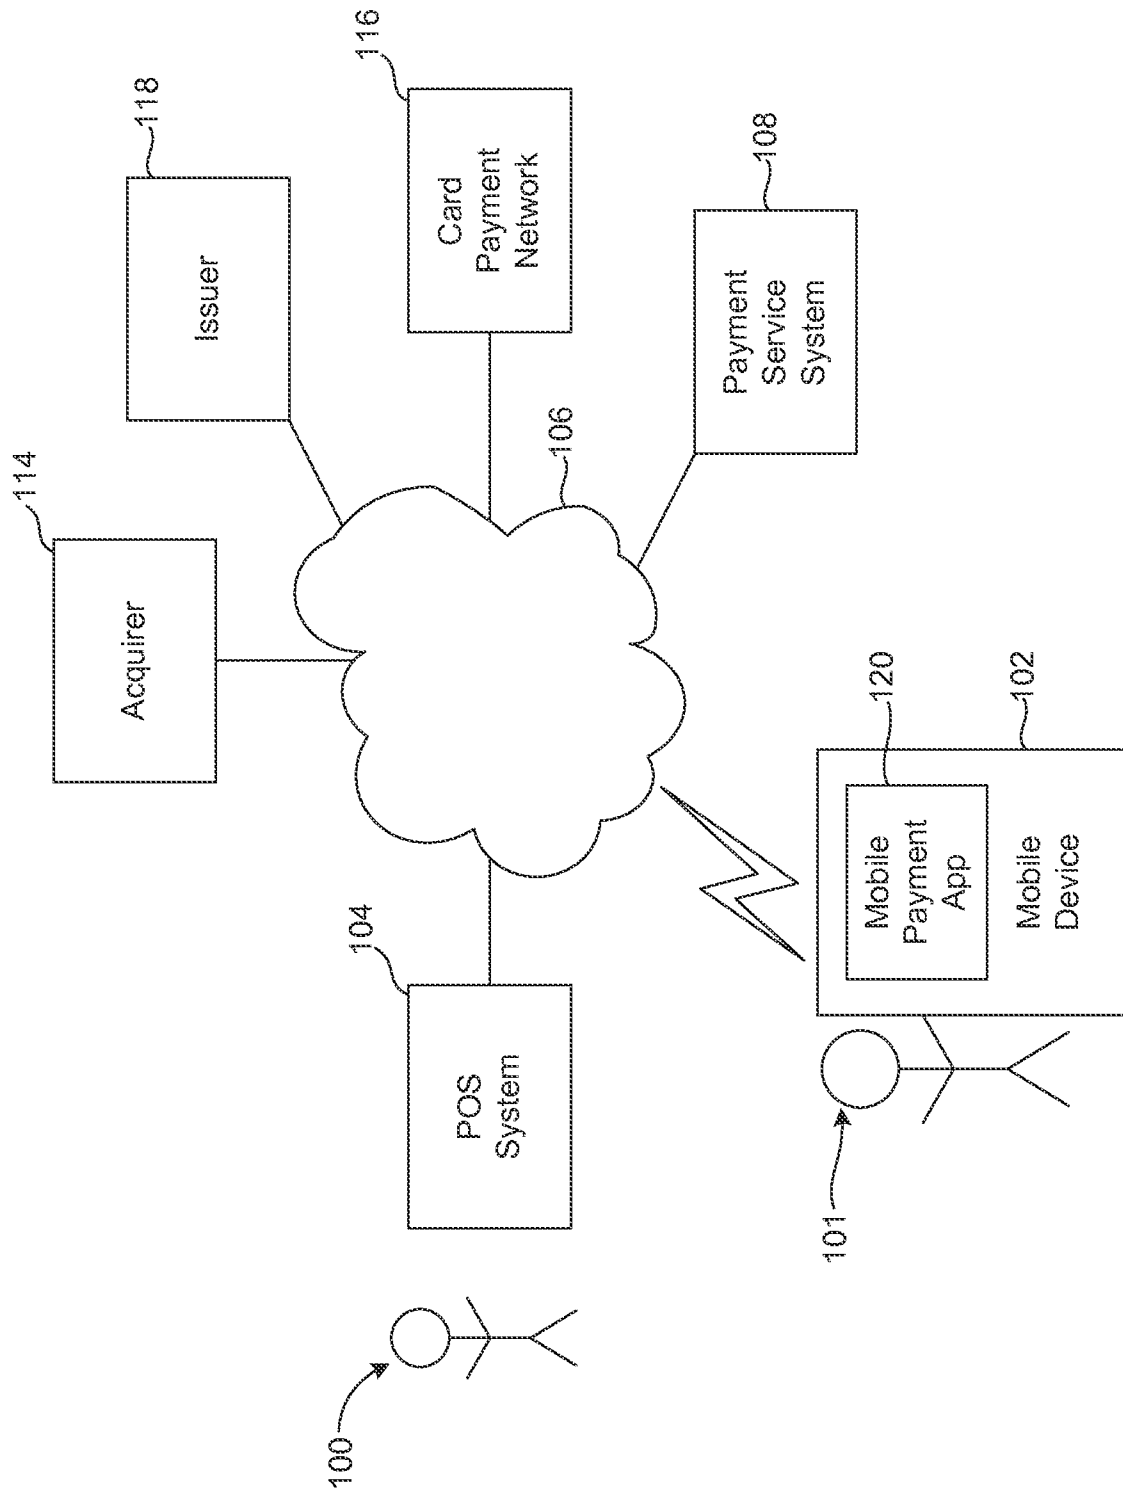 114
Acquirer
118
Issuer
116
Card
Payment
Network
104
POS
System
106
108
Payment
Service
System
100
101
120
Mobile
Payment
App
102
Mobile
Device